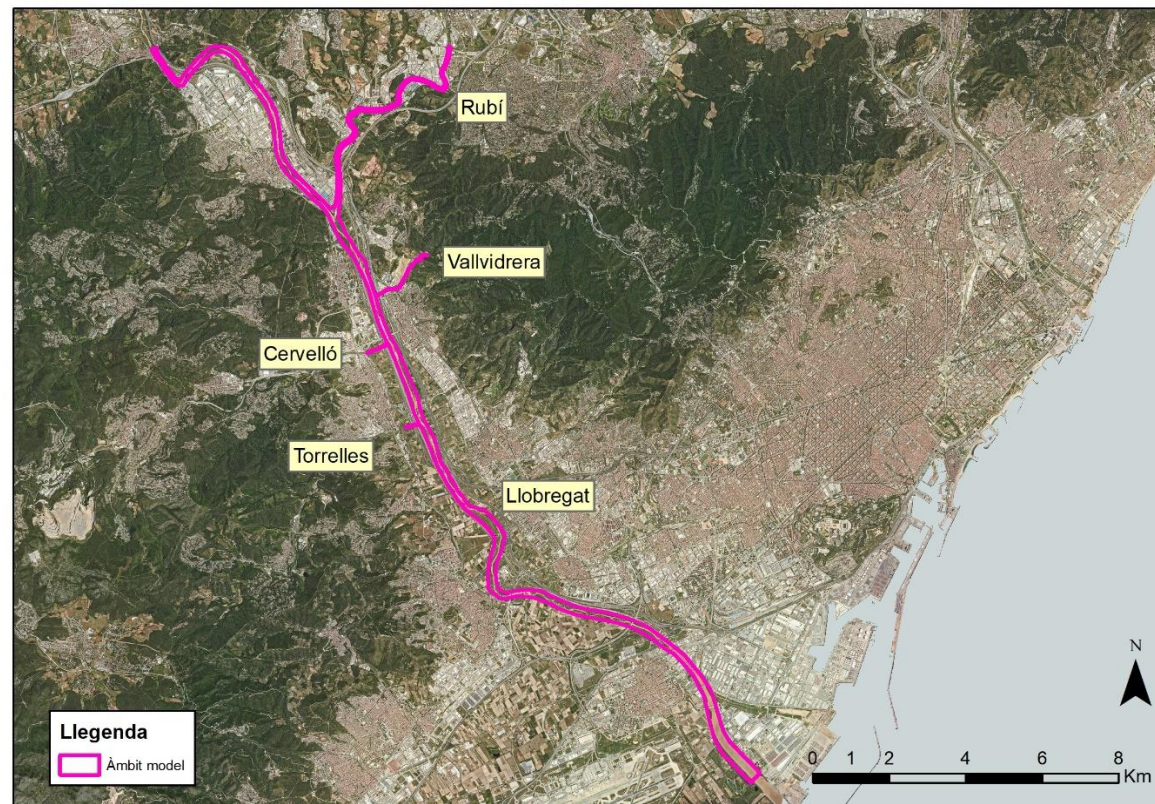 Rubí
Vallvidrera
Cervelló
Torrelles
Llobregat
N
Llegenda
Àmbit model
0 1 2 4 6 8
Km